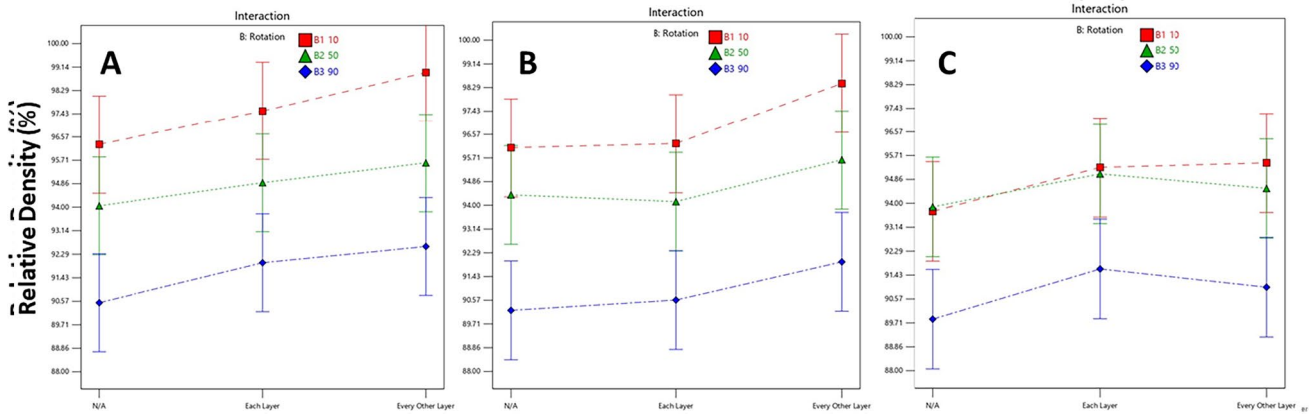 Relative Density (%)
Interaction
B: Rotation
B1 10
B2 50
B3 90
A
100.00
99.14
98.29
97.43
96.57
95.71
94.86
94.00
93.14
92.29
91.43
90.57
89.71
88.86
88.00
N/A
Each Layer
Every Other Layer
Interaction
B: Rotation
B1 10
B2 50
B3 90
B
100.00
99.14
98.29
97.43
96.57
95.71
94.86
94.00
93.14
92.29
91.43
90.57
89.71
88.86
88.00
N/A
Each Layer
Every Other Layer
Interaction
B: Rotation
B1 10
B2 50
B3 90
C
100.00
99.14
98.29
97.43
96.57
95.71
94.86
94.00
93.14
92.29
91.43
90.57
89.71
88.86
88.00
N/A
Each Layer
Every Other Layer